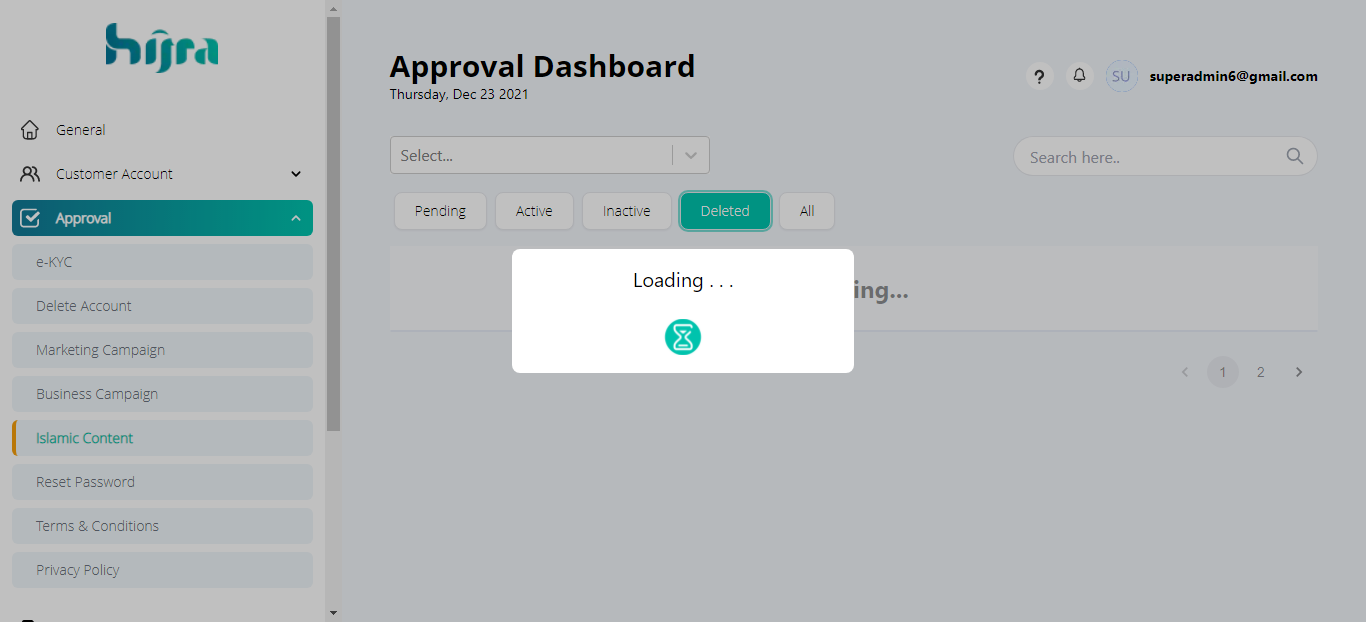 hijra
General
Customer Account
Approval
e-KYC
Delete Account
Marketing Campaign
Business Campaign
Islamic Content
Reset Password
Terms & Conditions
Privacy Policy
Approval Dashboard
Thursday, Dec 23 2021
? SU superadmin6@gmail.com
Select... Search here..
Pending Active Inactive Deleted All
Loading . . .
ing...
1 2